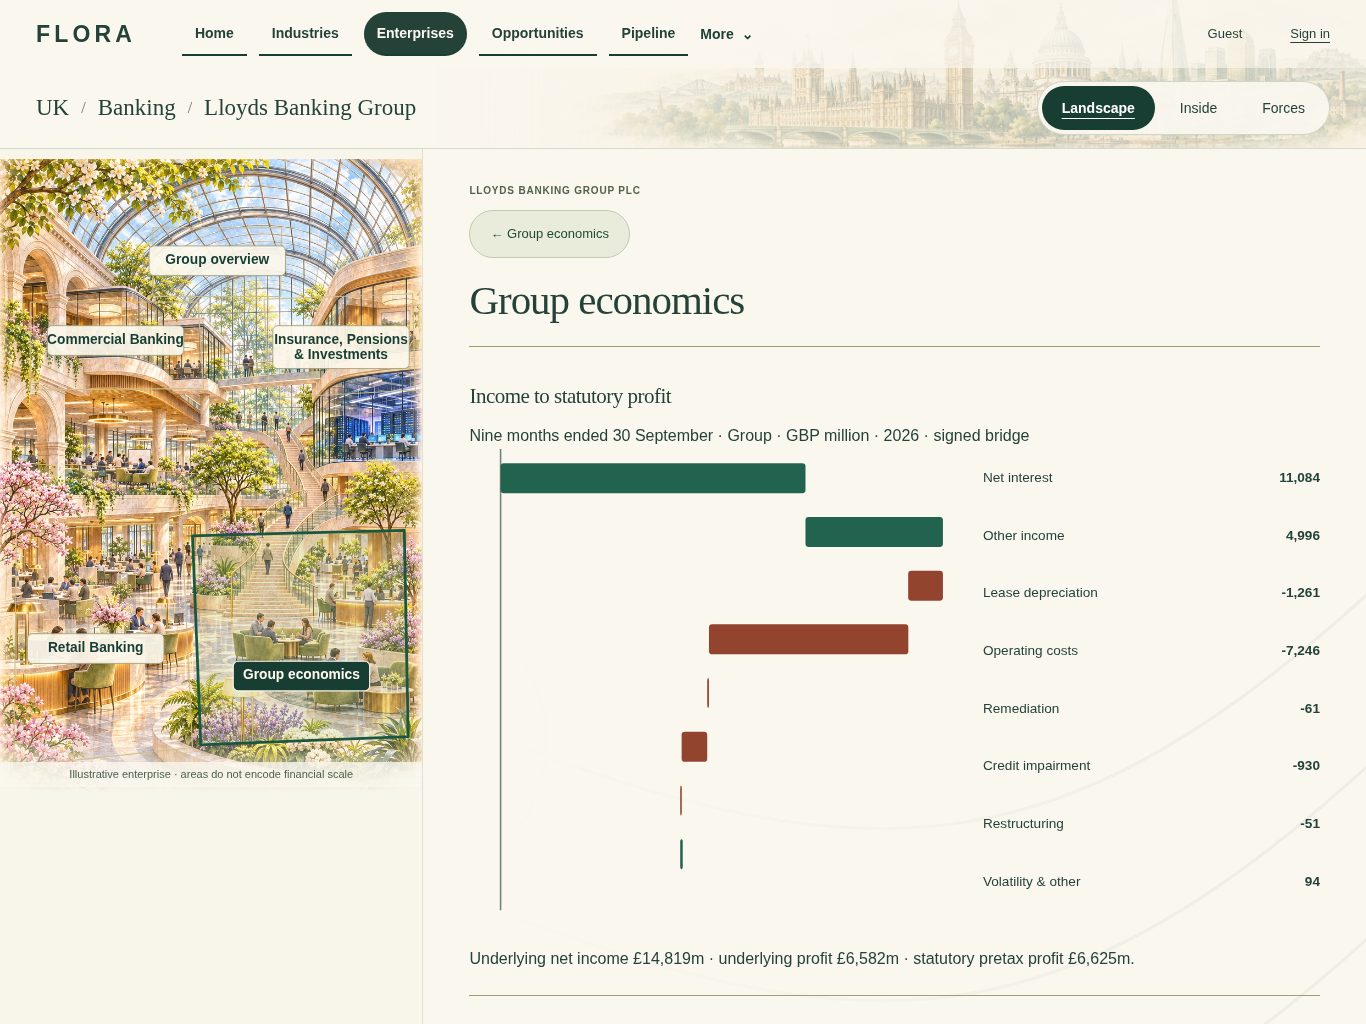 FLORA
Home
Industries
Enterprises
Opportunities
Pipeline
More
Guest
Sign in
UK / Banking / Lloyds Banking Group
Landscape
Inside
Forces
Group overview
Commercial Banking
Insurance, Pensions
& Investments
Retail Banking
Group economics
Illustrative enterprise · areas do not encode financial scale
LLOYDS BANKING GROUP PLC
← Group economics
Group economics
Income to statutory profit
Nine months ended 30 September · Group · GBP million · 2026 · signed bridge
Net interest 11,084
Other income 4,996
Lease depreciation -1,261
Operating costs -7,246
Remediation -61
Credit impairment -930
Restructuring -51
Volatility & other 94
Underlying net income £14,819m · underlying profit £6,582m · statutory pretax profit £6,625m.